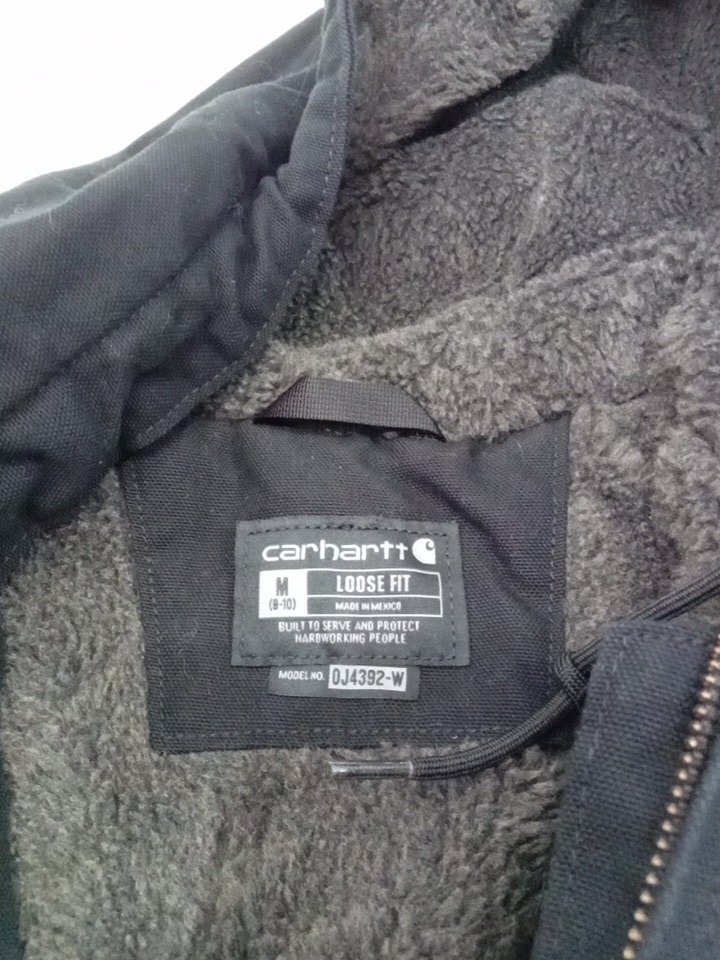 carhartt
M
(8-10)
LOOSE FIT
MADE IN MEXICO
BUILT TO SERVE AND PROTECT
HARDWORKING PEOPLE
MODEL NO. OJ4392-W